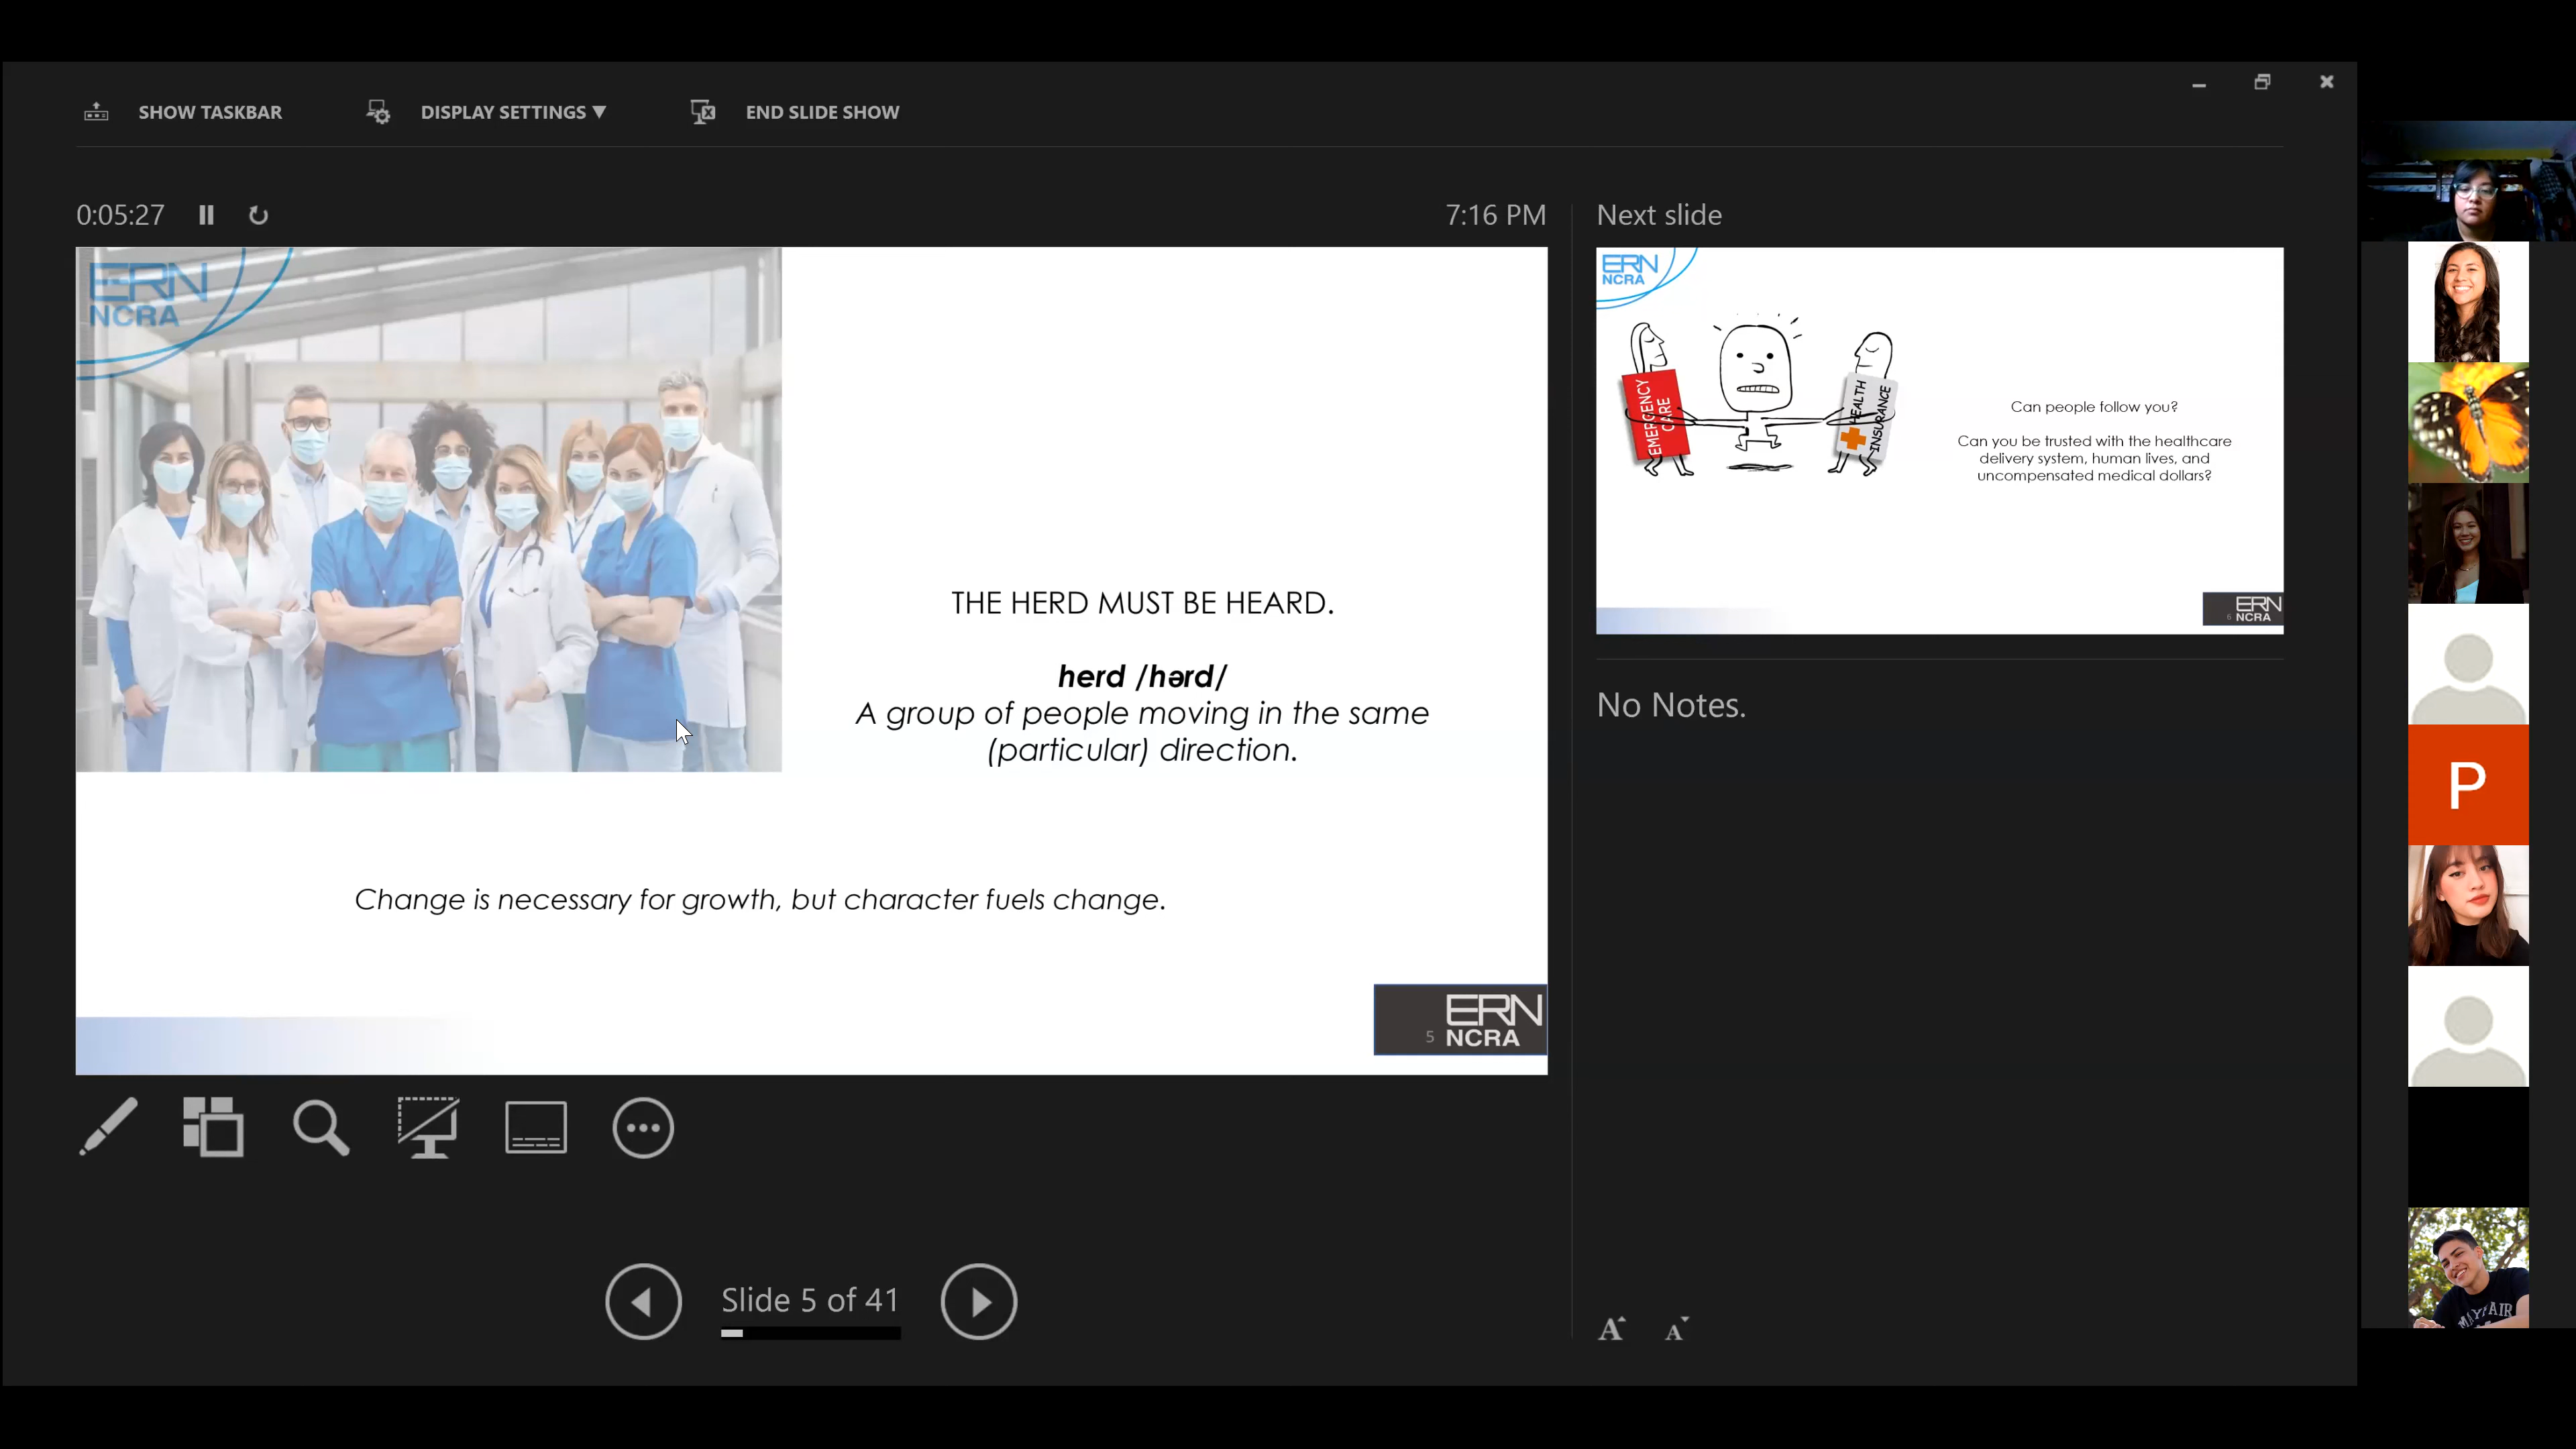 SHOW TASKBAR
DISPLAY SETTINGS ▼
END SLIDE SHOW
0:05:27
7:16 PM
ERN
NCRA
THE HERD MUST BE HEARD.
herd /hərd/
A group of people moving in the same
(particular) direction.
Change is necessary for growth, but character fuels change.
5
ERN
NCRA
Slide 5 of 41
Next slide
ERN
NCRA
EMERGENCY
CARE
HEALTH
INSURANCE
Can people follow you?
Can you be trusted with the healthcare
delivery system, human lives, and
uncompensated medical dollars?
6
ERN
NCRA
No Notes.
A
A
P
MAYFAIR